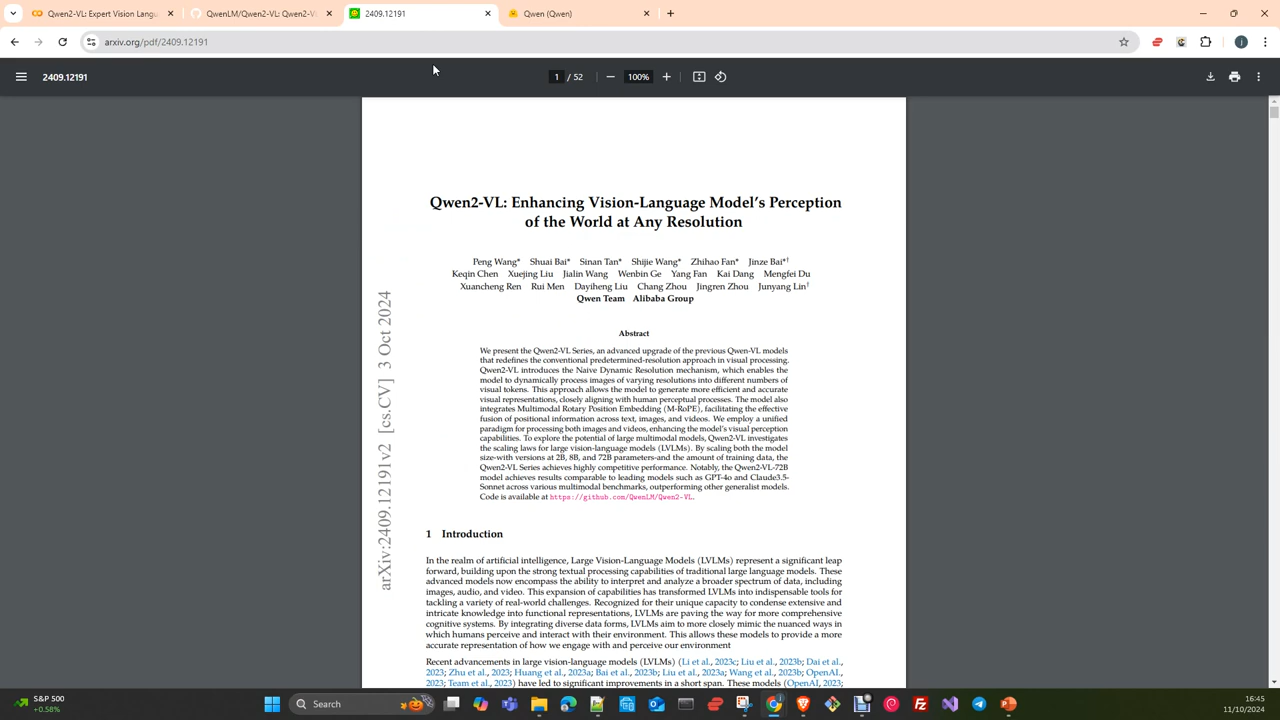 Qwen2-VL: Expert Vision Langu
QwenLM/Qwen2-VL: Qwen2-V
2409.12191
Qwen (Qwen)
arxiv.org/pdf/2409.12191
2409.12191
1 / 52
100%
Qwen2-VL: Enhancing Vision-Language Model's Perception
of the World at Any Resolution
Peng Wang* Shuai Bai* Sinan Tan* Shijie Wang* Zhihao Fan* Jinze Bai*†
Keqin Chen Xuejing Liu Jialin Wang Wenbin Ge Yang Fan Kai Dang Mengfei Du
Xuancheng Ren Rui Men Dayiheng Liu Chang Zhou Jingren Zhou Junyang Lin†
Qwen Team Alibaba Group
arXiv:2409.12191v2 [cs.CV] 3 Oct 2024
Abstract
We present the Qwen2-VL Series, an advanced upgrade of the previous Qwen-VL models
that redefines the conventional predetermined-resolution approach in visual processing.
Qwen2-VL introduces the Naive Dynamic Resolution mechanism, which enables the
model to dynamically process images of varying resolutions into different numbers of
visual tokens. This approach allows the model to generate more efficient and accurate
visual representations, closely aligning with human perceptual processes. The model also
integrates Multimodal Rotary Position Embedding (M-RoPE), facilitating the effective
fusion of positional information across text, images, and videos. We employ a unified
paradigm for processing both images and videos, enhancing the model's visual perception
capabilities. To explore the potential of large multimodal models, Qwen2-VL investigates
the scaling laws for large vision-language models (LVLMs). By scaling both the model
size-with versions at 2B, 8B, and 72B parameters-and the amount of training data, the
Qwen2-VL Series achieves highly competitive performance. Notably, the Qwen2-VL-72B
model achieves results comparable to leading models such as GPT-4o and Claude3.5-
Sonnet across various multimodal benchmarks, outperforming other generalist models.
Code is available at https://github.com/QwenLM/Qwen2-VL.
1 Introduction
In the realm of artificial intelligence, Large Vision-Language Models (LVLMs) represent a significant leap
forward, building upon the strong textual processing capabilities of traditional large language models. These
advanced models now encompass the ability to interpret and analyze a broader spectrum of data, including
images, audio, and video. This expansion of capabilities has transformed LVLMs into indispensable tools for
tackling a variety of real-world challenges. Recognized for their unique capacity to condense extensive and
intricate knowledge into functional representations, LVLMs are paving the way for more comprehensive
cognitive systems. By integrating diverse data forms, LVLMs aim to more closely mimic the nuanced ways in
which humans perceive and interact with their environment. This allows these models to provide a more
accurate representation of how we engage with and perceive our environment
Recent advancements in large vision-language models (LVLMs) (Li et al., 2023c; Liu et al., 2023b; Dai et al.,
2023; Zhu et al., 2023; Huang et al., 2023a; Bai et al., 2023b; Liu et al., 2023a; Wang et al., 2023b; OpenAI.,
2023; Team et al., 2023) have led to significant improvements in a short span. These models (OpenAI, 2023;
S&P 500
+0.58%
Search
16:45
11/10/2024